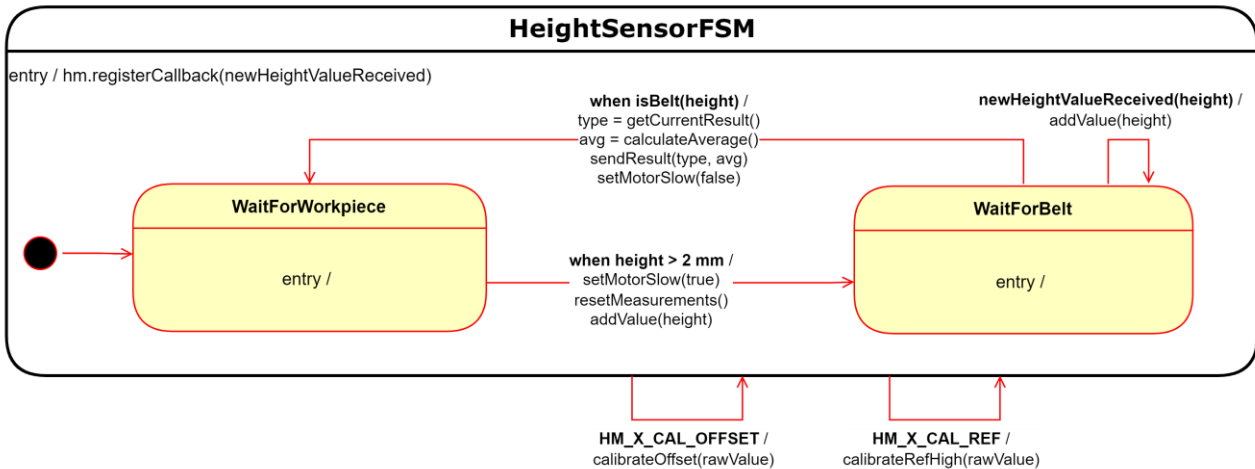 HeightSensorFSM
entry / hm.registerCallback(newHeightValueReceived)
when isBelt(height) /
type = getCurrentResult()
avg = calculateAverage()
sendResult(type, avg)
setMotorSlow(false)
newHeightValueReceived(height) /
addValue(height)
WaitForWorkpiece
entry /
when height > 2 mm /
setMotorSlow(true)
resetMeasurements()
addValue(height)
WaitForBelt
entry /
HM_X_CAL_OFFSET /
calibrateOffset(rawValue)
HM_X_CAL_REF /
calibrateRefHigh(rawValue)